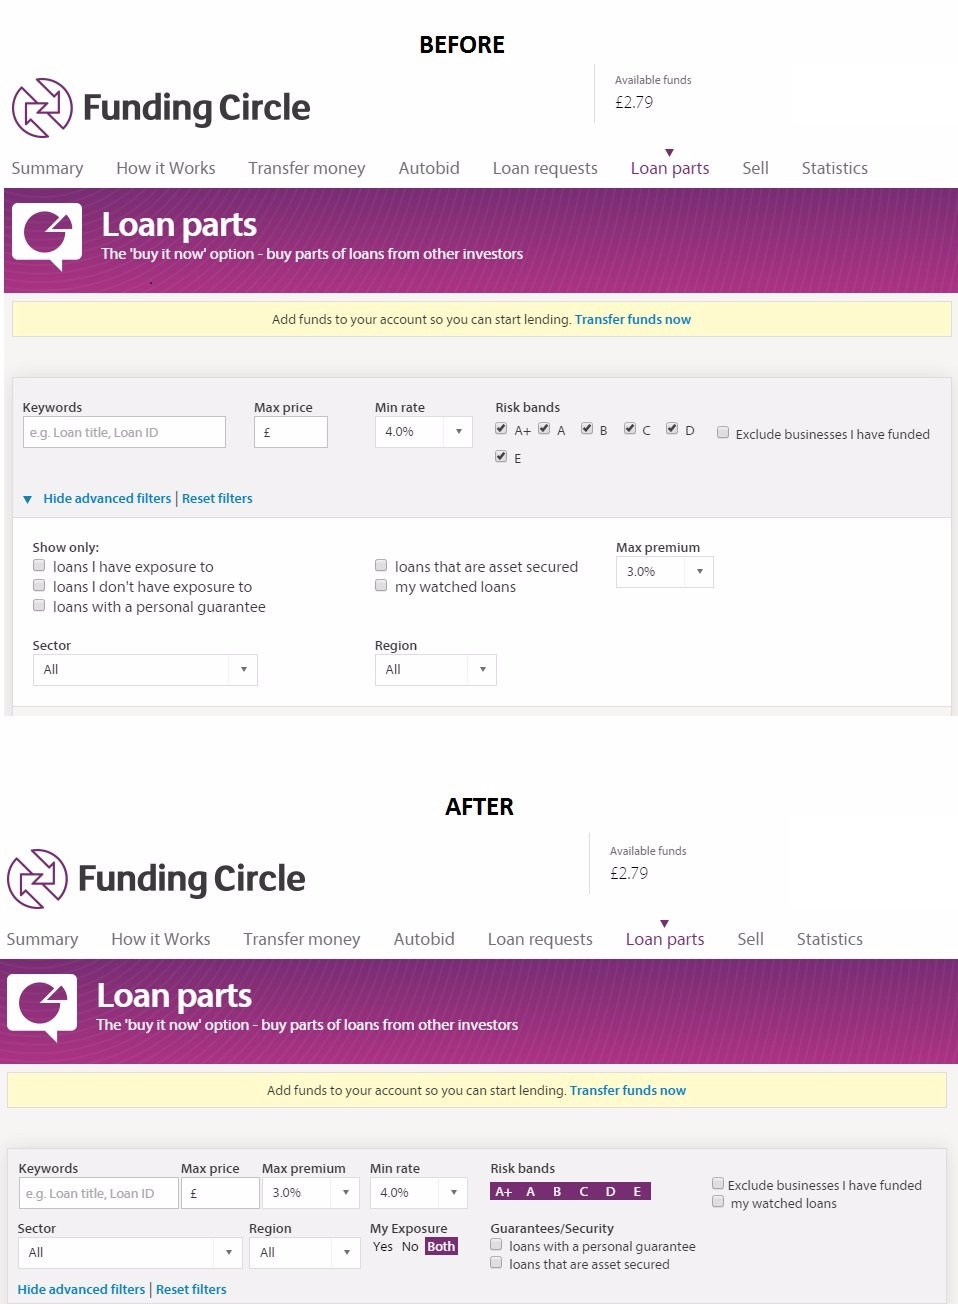 BEFORE
Available funds
£2.79
Funding Circle
Summary How it Works Transfer money Autobid Loan requests Loan parts Sell Statistics
Loan parts
The 'buy it now' option - buy parts of loans from other investors
Add funds to your account so you can start lending. Transfer funds now
Keywords Max price Min rate Risk bands
e.g. Loan title, Loan ID £ 4.0% A+ A B C D Exclude businesses I have funded
E
Hide advanced filters | Reset filters
Show only: Max premium
loans I have exposure to loans that are asset secured 3.0%
loans I don't have exposure to my watched loans
loans with a personal guarantee
Sector Region
All All
AFTER
Available funds
£2.79
Funding Circle
Summary How it Works Transfer money Autobid Loan requests Loan parts Sell Statistics
Loan parts
The 'buy it now' option - buy parts of loans from other investors
Add funds to your account so you can start lending. Transfer funds now
Keywords Max price Max premium Min rate Risk bands
e.g. Loan title, Loan ID £ 3.0% 4.0% A+ A B C D E Exclude businesses I have funded
my watched loans
Sector Region My Exposure Guarantees/Security
All All Yes No Both loans with a personal guarantee
loans that are asset secured
Hide advanced filters | Reset filters